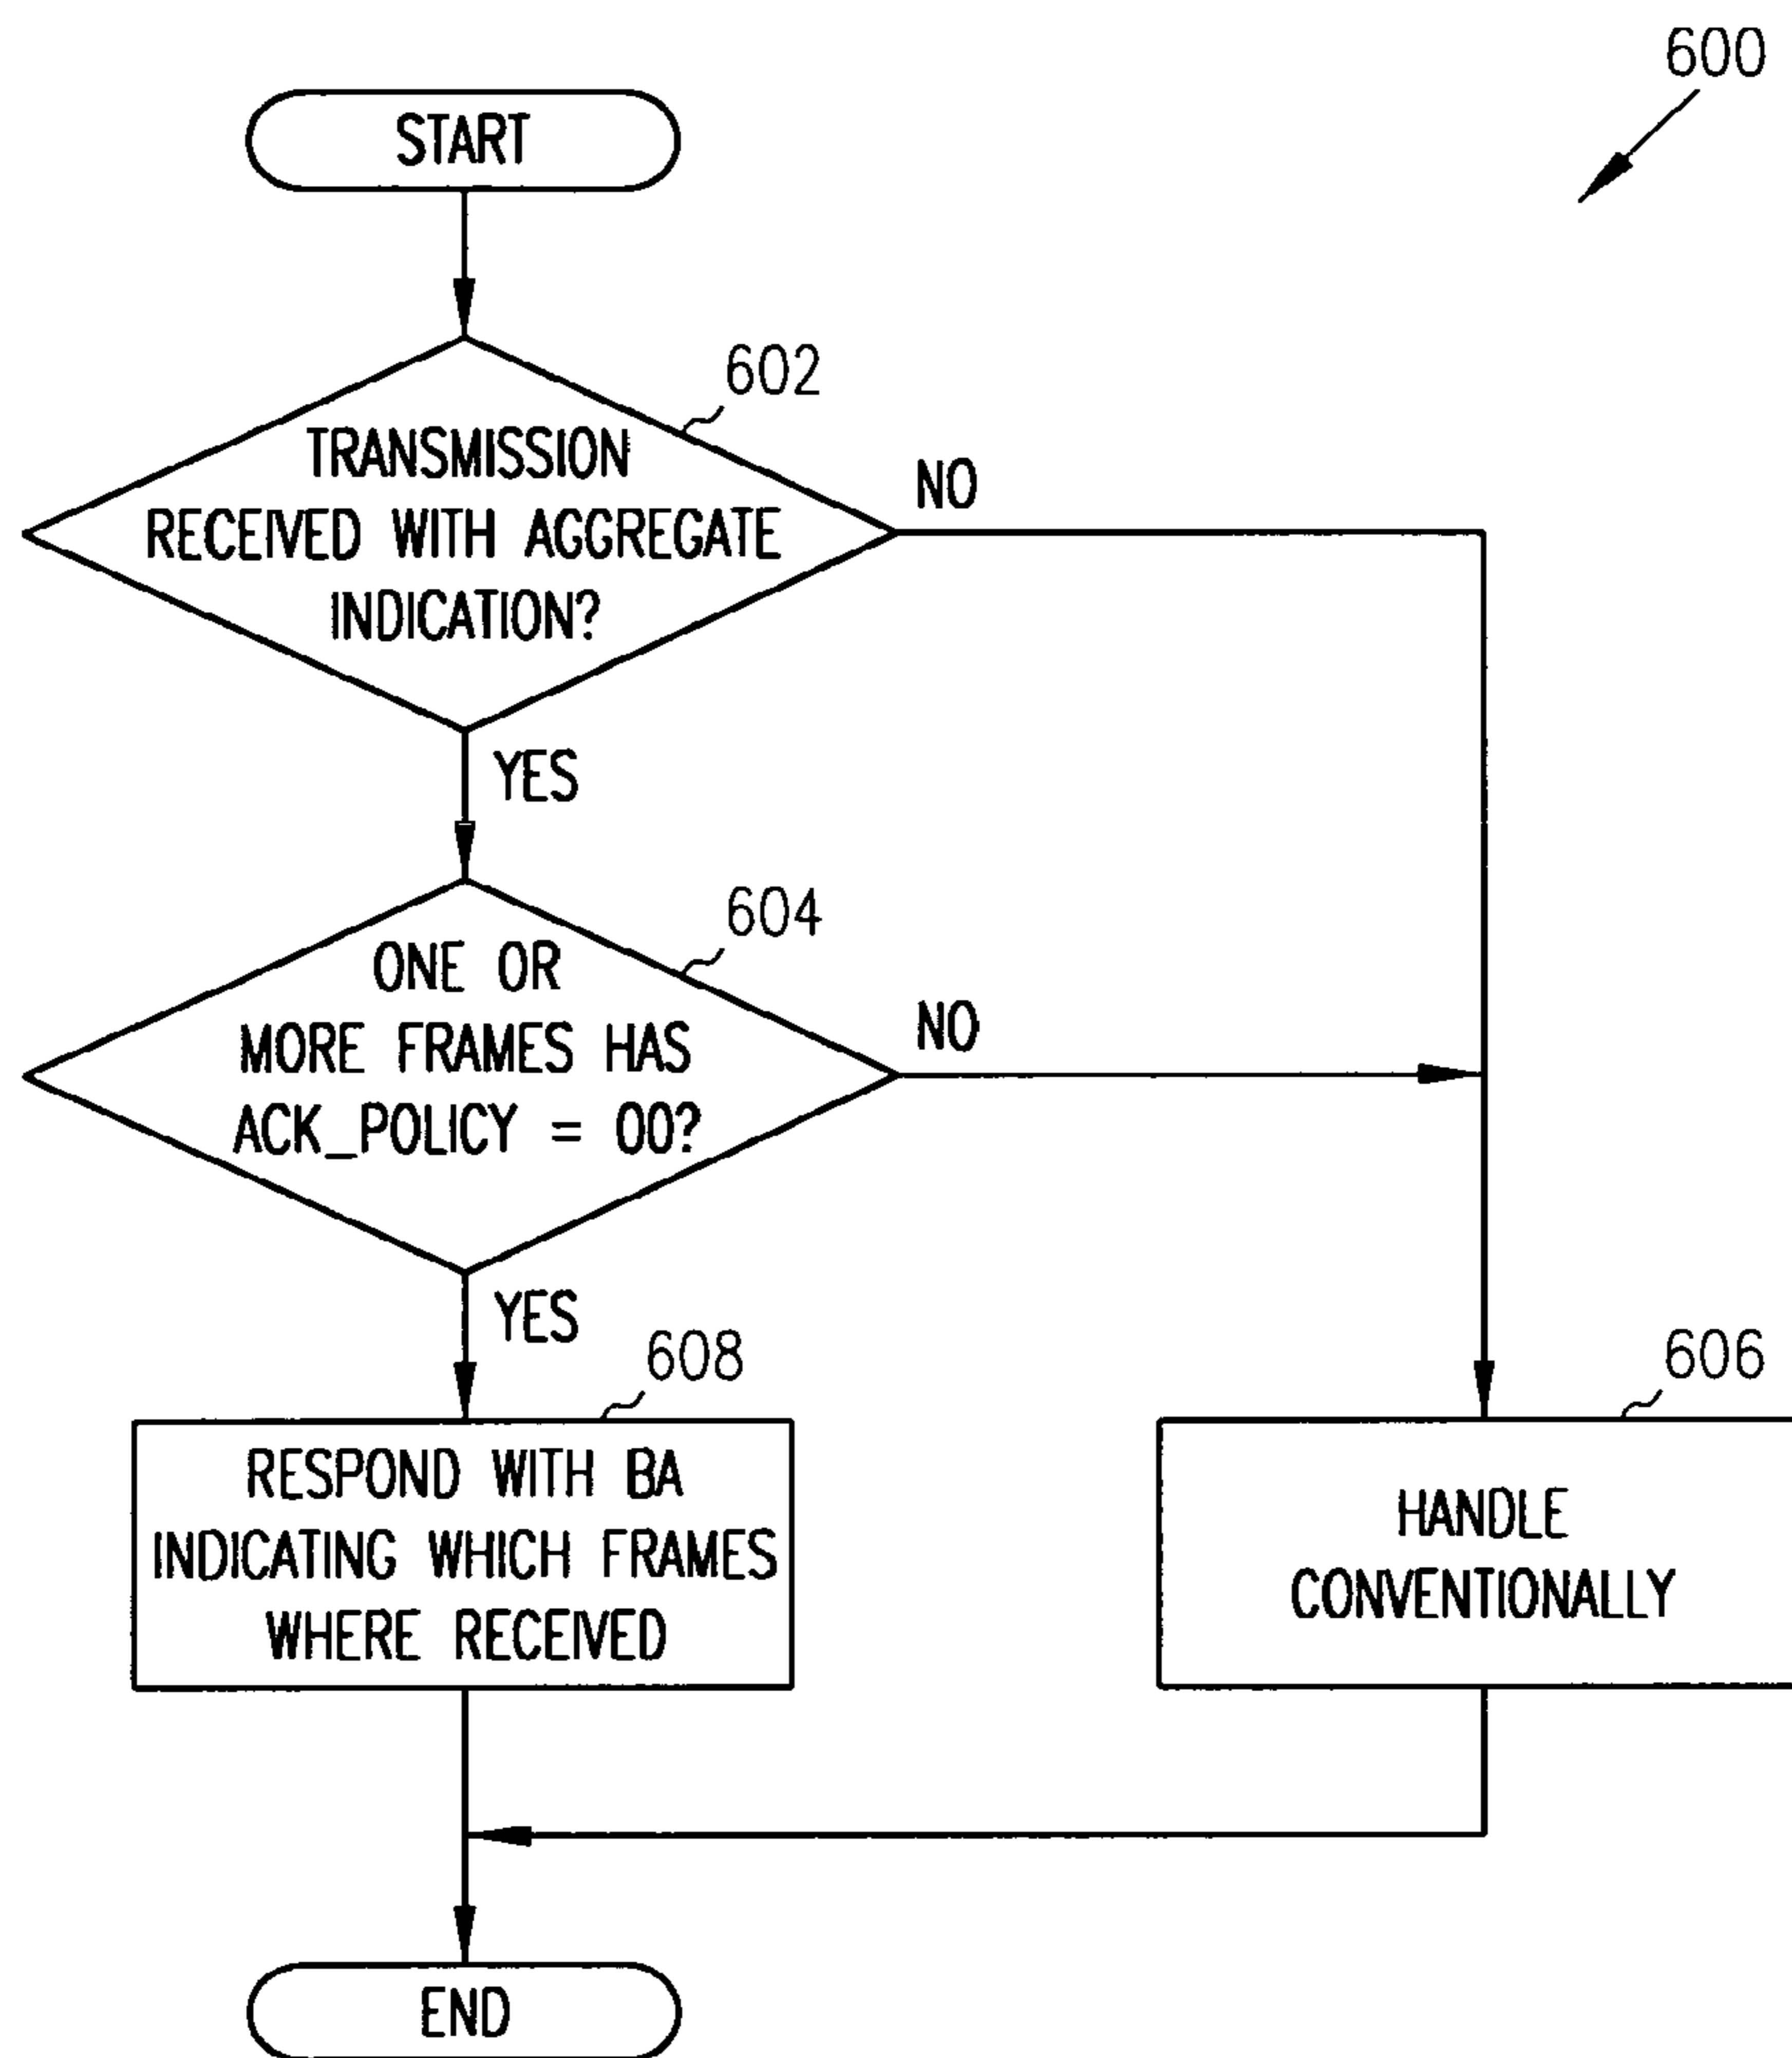 600
START
602
TRANSMISSION
RECEIVED WITH AGGREGATE
INDICATION?
NO
YES
604
ONE OR
MORE FRAMES HAS
ACK_POLICY = 00?
NO
YES
608
RESPOND WITH BA
INDICATING WHICH FRAMES
WHERE RECEIVED
606
HANDLE
CONVENTIONALLY
END